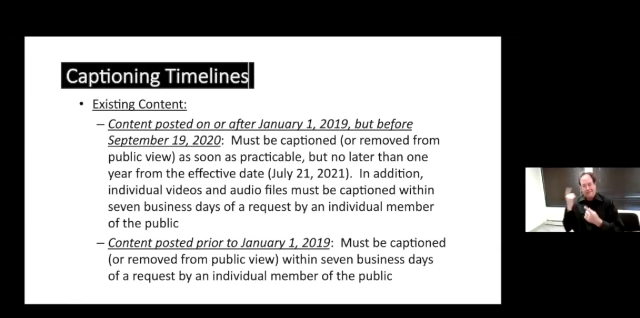 Captioning Timelines
• Existing Content:
– Content posted on or after January 1, 2019, but before
September 19, 2020: Must be captioned (or removed from
public view) as soon as practicable, but no later than one
year from the effective date (July 21, 2021). In addition,
individual videos and audio files must be captioned within
seven business days of a request by an individual member
of the public
– Content posted prior to January 1, 2019: Must be captioned
(or removed from public view) within seven business days
of a request by an individual member of the public